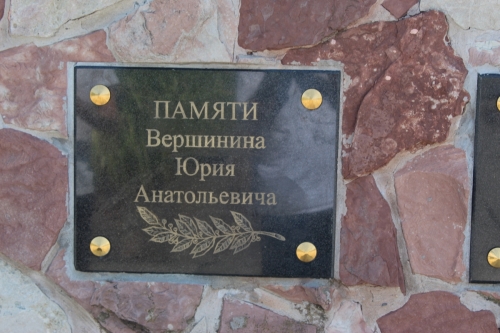 ПАМЯТИ
Вершинина
Юрия
Анатольевича